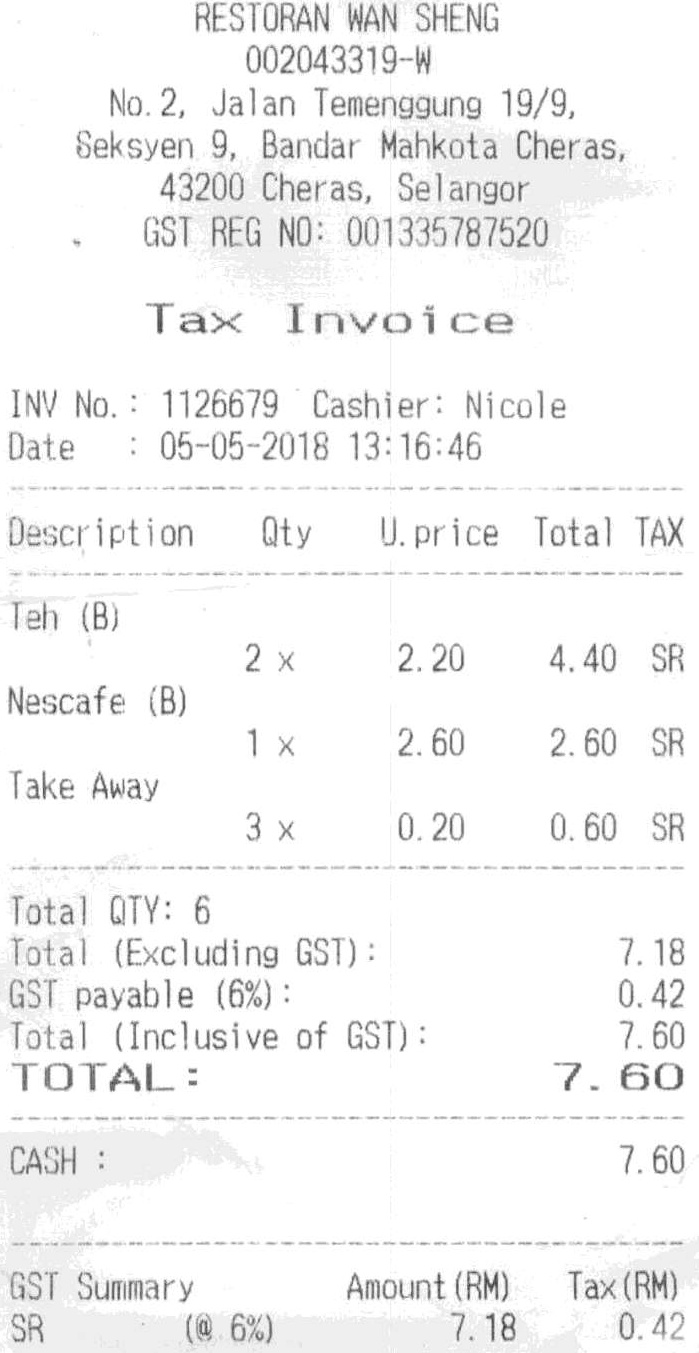 RESTORAN WAN SHENG
002043319-W
No.2, Jalan Temenggung 19/9,
Seksyen 9, Bandar Mahkota Cheras,
43200 Cheras, Selangor
GST REG NO: 001335787520
Tax Invoice
INV No.: 1126679 Cashier: Nicole
Date : 05-05-2018 13:16:46
Description Qty U.price Total TAX
Teh (B)
2 x 2.20 4.40 SR
Nescafe (B)
1 x 2.60 2.60 SR
Take Away
3 x 0.20 0.60 SR
Total QTY: 6
Total (Excluding GST): 7.18
GST payable (6%): 0.42
Total (Inclusive of GST): 7.60
TOTAL: 7.60
CASH : 7.60
GST Summary Amount(RM) Tax(RM)
SR (@ 6%) 7.18 0.42